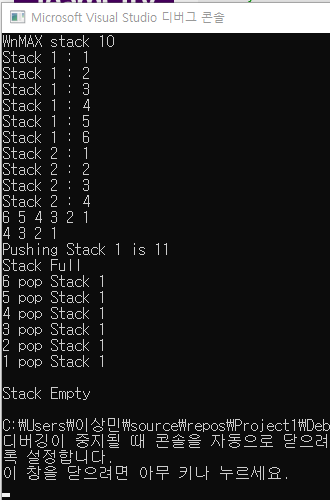 Microsoft Visual Studio 디버그 콘솔
₩nMAX stack 10
Stack 1 : 1
Stack 1 : 2
Stack 1 : 3
Stack 1 : 4
Stack 1 : 5
Stack 1 : 6
Stack 2 : 1
Stack 2 : 2
Stack 2 : 3
Stack 2 : 4
6 5 4 3 2 1
4 3 2 1
Pushing Stack 1 is 11
Stack Full
6 pop Stack 1
5 pop Stack 1
4 pop Stack 1
3 pop Stack 1
2 pop Stack 1
1 pop Stack 1
Stack Empty
C:₩Users₩이상민₩source₩repos₩Project1₩Deb
디버깅이 중지될 때 콘솔을 자동으로 닫으려
록 설정합니다.
이 창을 닫으려면 아무 키나 누르세요.